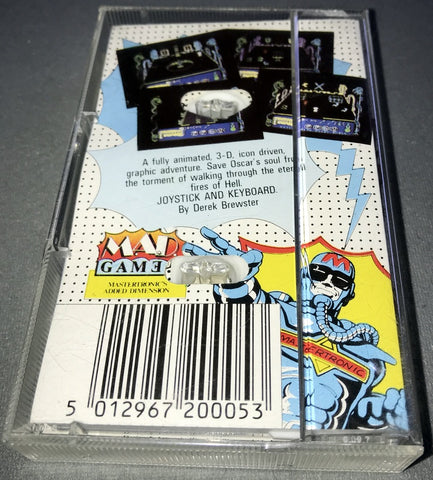 A fully animated, 3-D, icon driven,
graphic adventure. Save Oscar's soul from
the torment of walking through the eternal
fires of Hell.
JOYSTICK AND KEYBOARD.
By Derek Brewster
M.A.D.
GAMES
MASTERTRONIC'S
ADDED DIMENSION
M
MASTERTRONIC
5 012967 200053